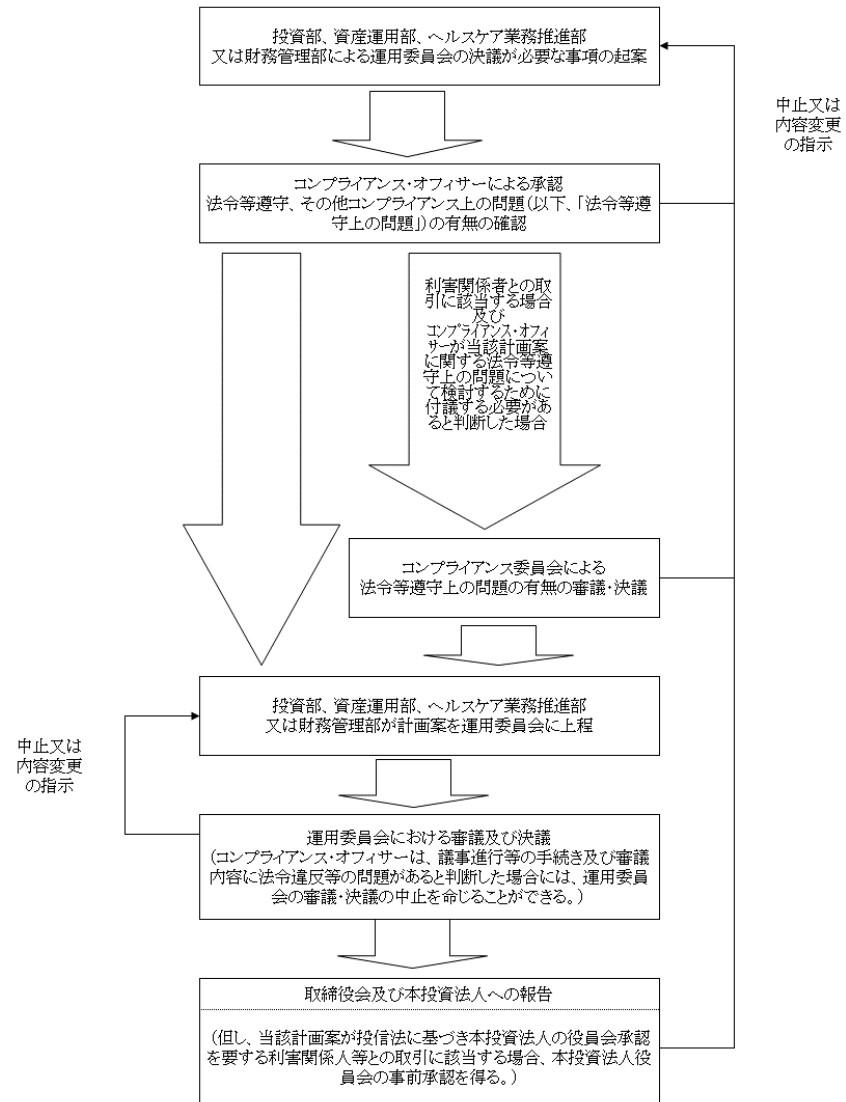 投資部、資産運用部、ヘルスケア業務推進部
又は財務管理部による運用委員会の決議が必要な事項の起案
中止又は
内容変更
の指示
コンプライアンス・オフィサーによる承認
法令等遵守、その他コンプライアンス上の問題(以下、「法令等遵
守上の問題」)の有無の確認
利害関係者との取
引に該当する場合
及び
コンプライアンス・オフィ
サーが当該計画案
に関する法令等遵
守上の問題につい
て検討するために
付議する必要があ
ると判断した場合
コンプライアンス委員会による
法令等遵守上の問題の有無の審議・決議
投資部、資産運用部、ヘルスケア業務推進部
又は財務管理部が計画案を運用委員会に上程
中止又は
内容変更
の指示
運用委員会における審議及び決議
(コンプライアンス・オフィサーは、議事進行等の手続き及び審議
内容に法令違反等の問題があると判断した場合には、運用委員
会の審議・決議の中止を命じることができる。)
取締役会及び本投資法人への報告
(但し、当該計画案が投信法に基づき本投資法人の役員会承認
を要する利害関係人等との取引に該当する場合、本投資法人役
員会の事前承認を得る。)